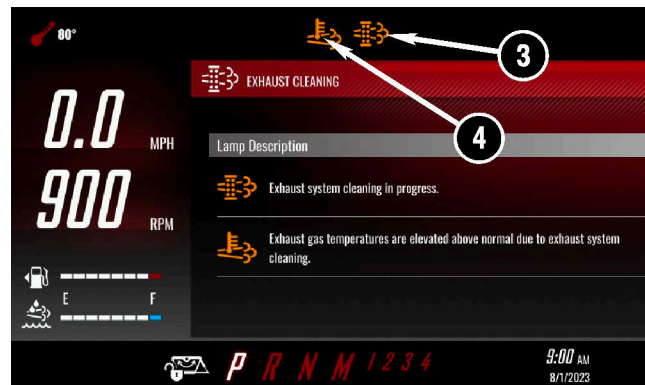 80°
3
EXHAUST CLEANING
4
0.0 MPH
Lamp Description
Exhaust system cleaning in progress.
900 RPM
Exhaust gas temperatures are elevated above normal due to exhaust system
cleaning.
E F
P R N M 1 2 3 4
9:00 AM
8/1/2023